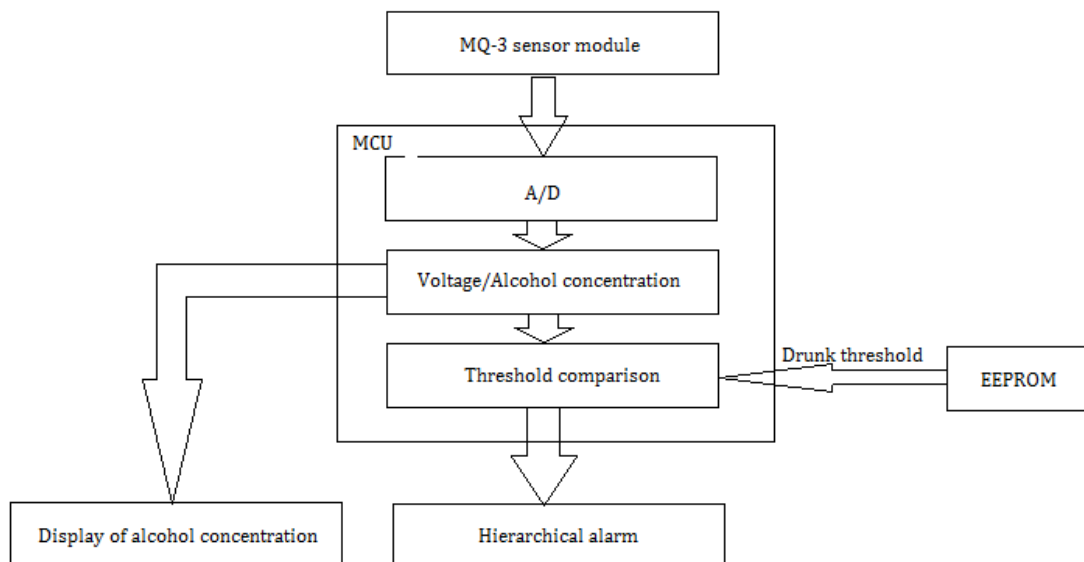 MQ-3 sensor module
MCU
A/D
Voltage/Alcohol concentration
Drunk threshold
Threshold comparison
EEPROM
Display of alcohol concentration
Hierarchical alarm